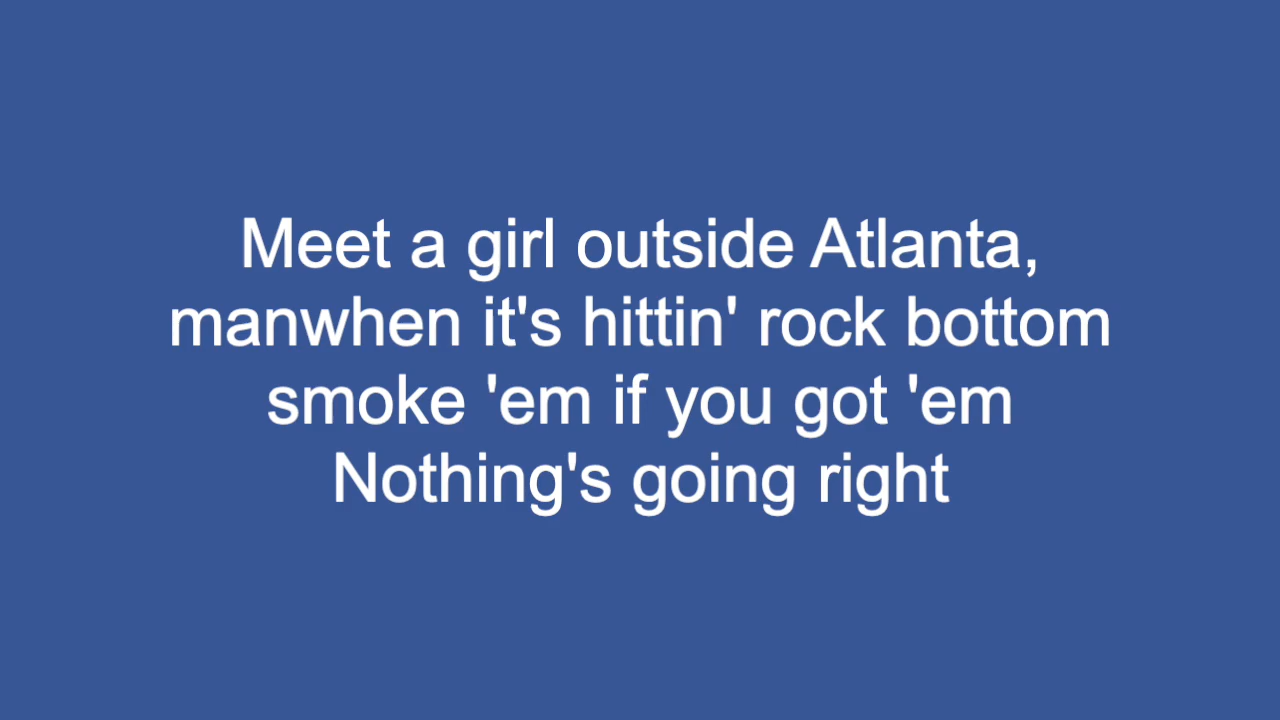 Meet a girl outside Atlanta,
manwhen it's hittin' rock bottom
smoke 'em if you got 'em
Nothing's going right